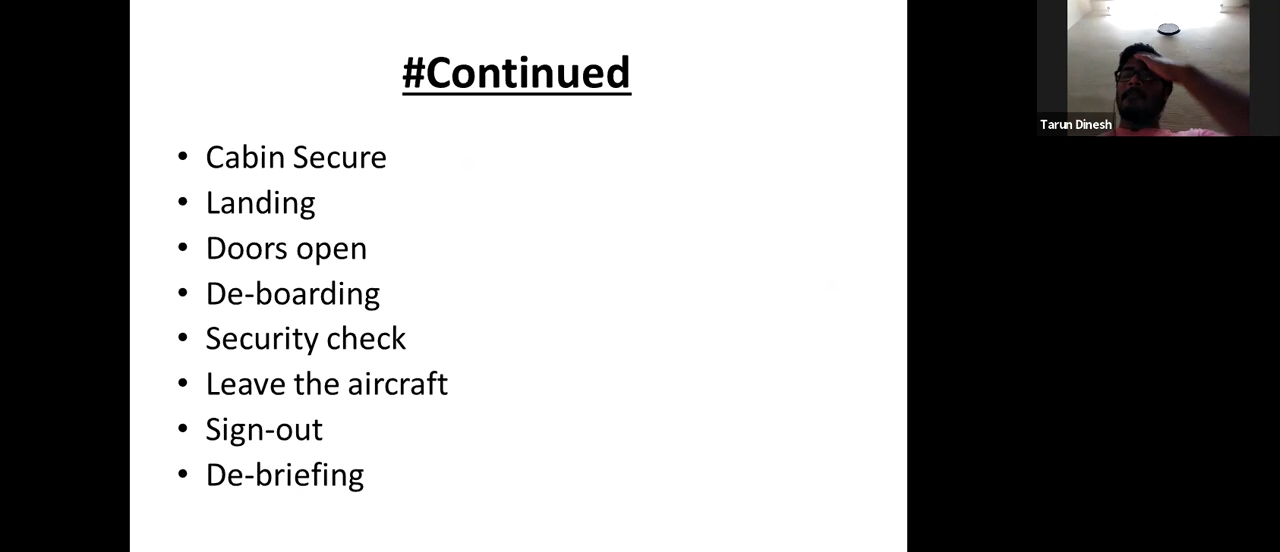 #Continued
• Cabin Secure
• Landing
• Doors open
• De-boarding
• Security check
• Leave the aircraft
• Sign-out
• De-briefing
Tarun Dinesh